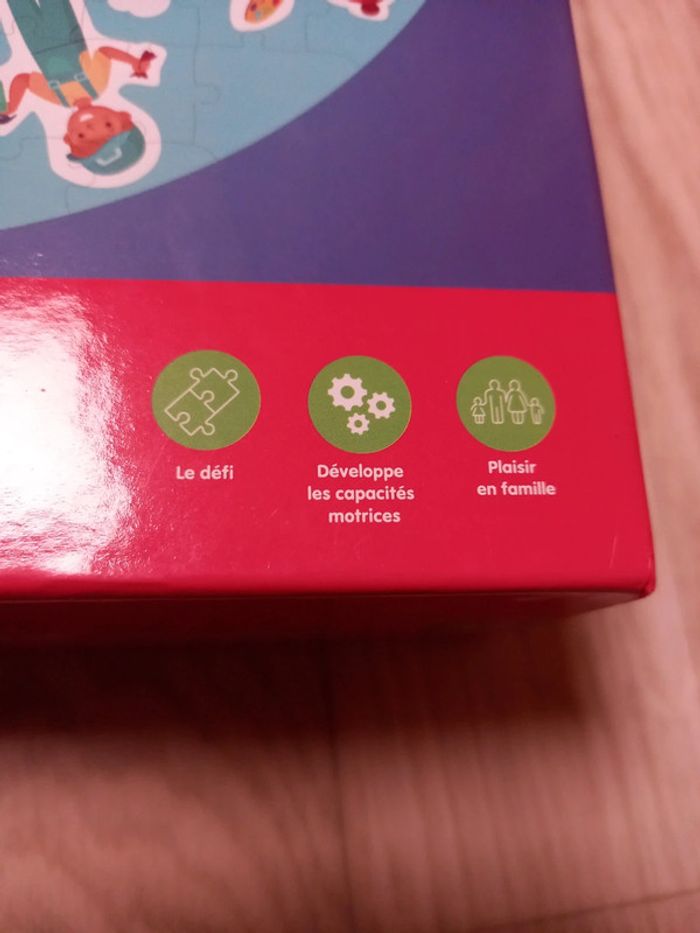 Le défi
Développe
les capacités
motrices
Plaisir
en famille